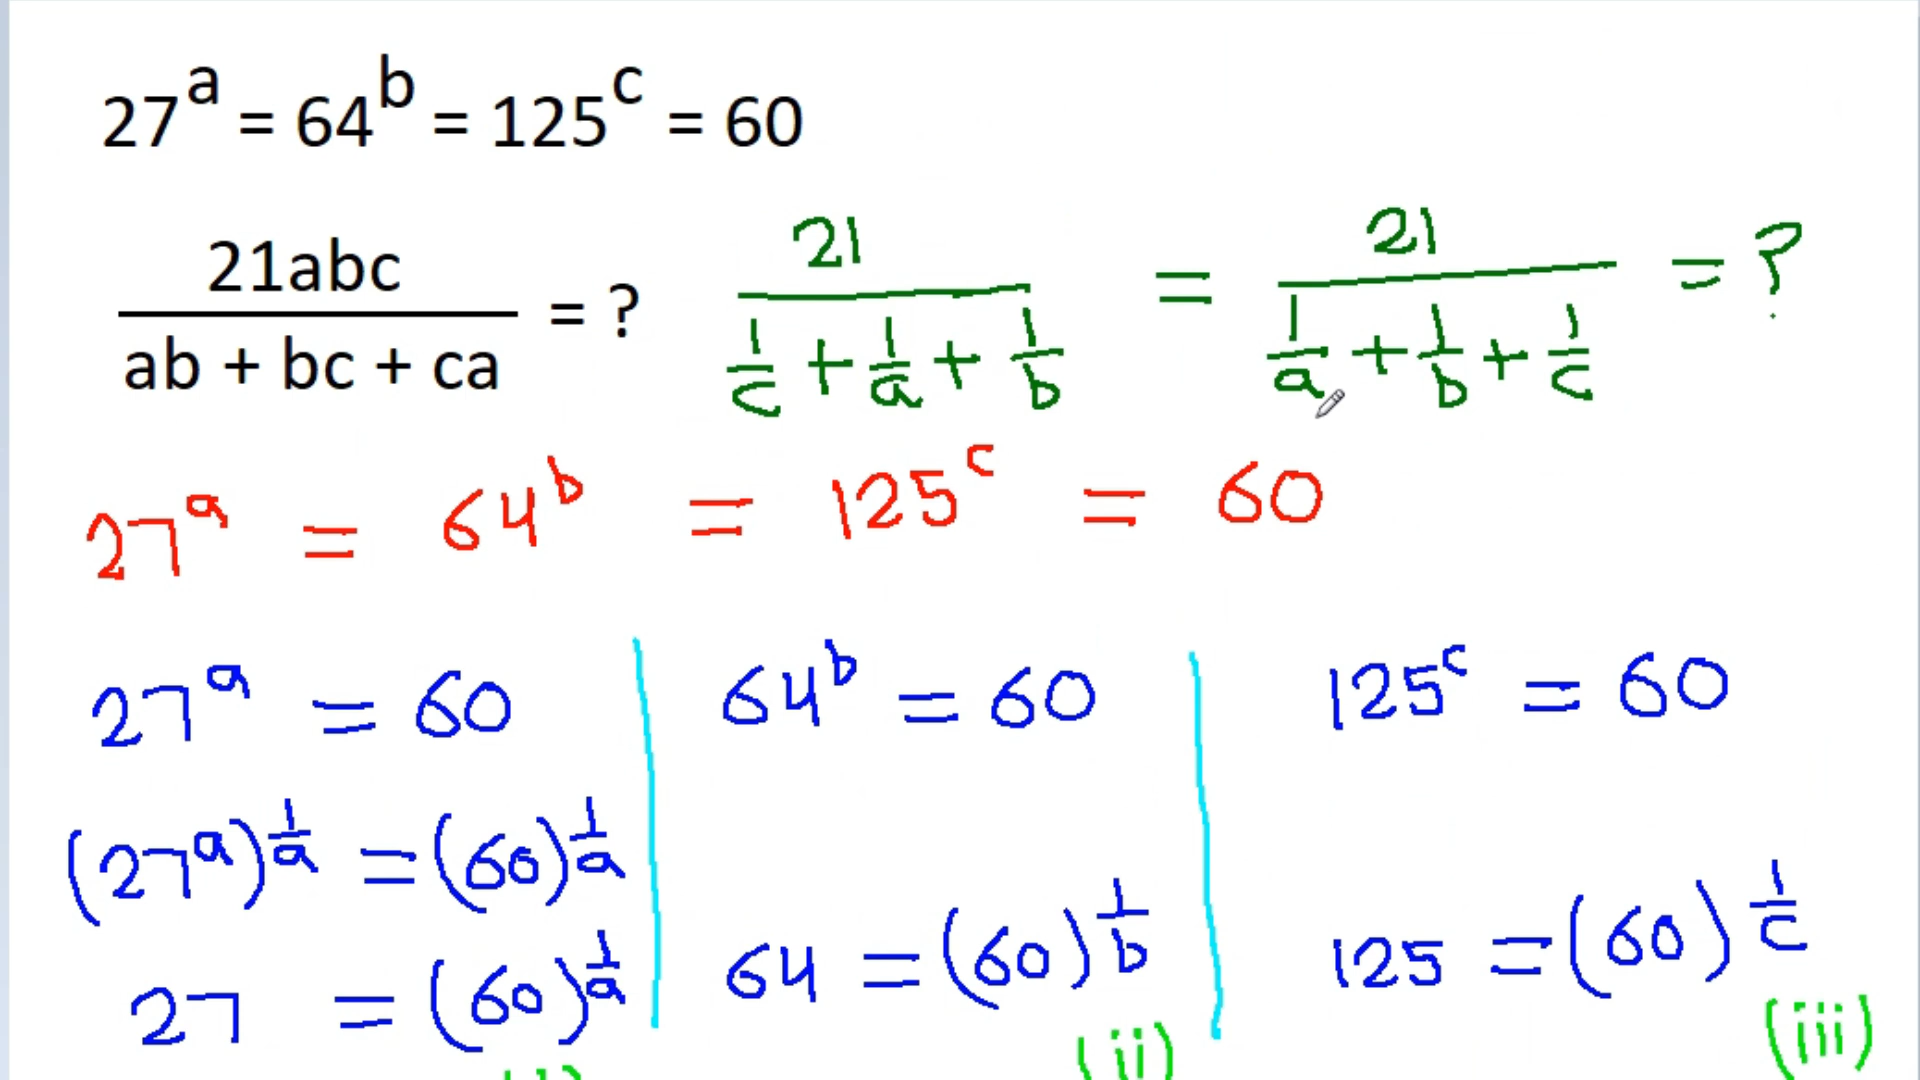 27^a = 64^b = 125^c = 60
21abc / (ab + bc + ca) = ? 21 / (1/c + 1/a + 1/b) = 21 / (1/a + 1/b + 1/c) = ?
27^a = 64^b = 125^c = 60
27^a = 60 64^b = 60 125^c = 60
(27^a)^(1/a) = (60)^(1/a)
27 = (60)^(1/a) 64 = (60)^(1/b) 125 = (60)^(1/c)
(ii) (iii)